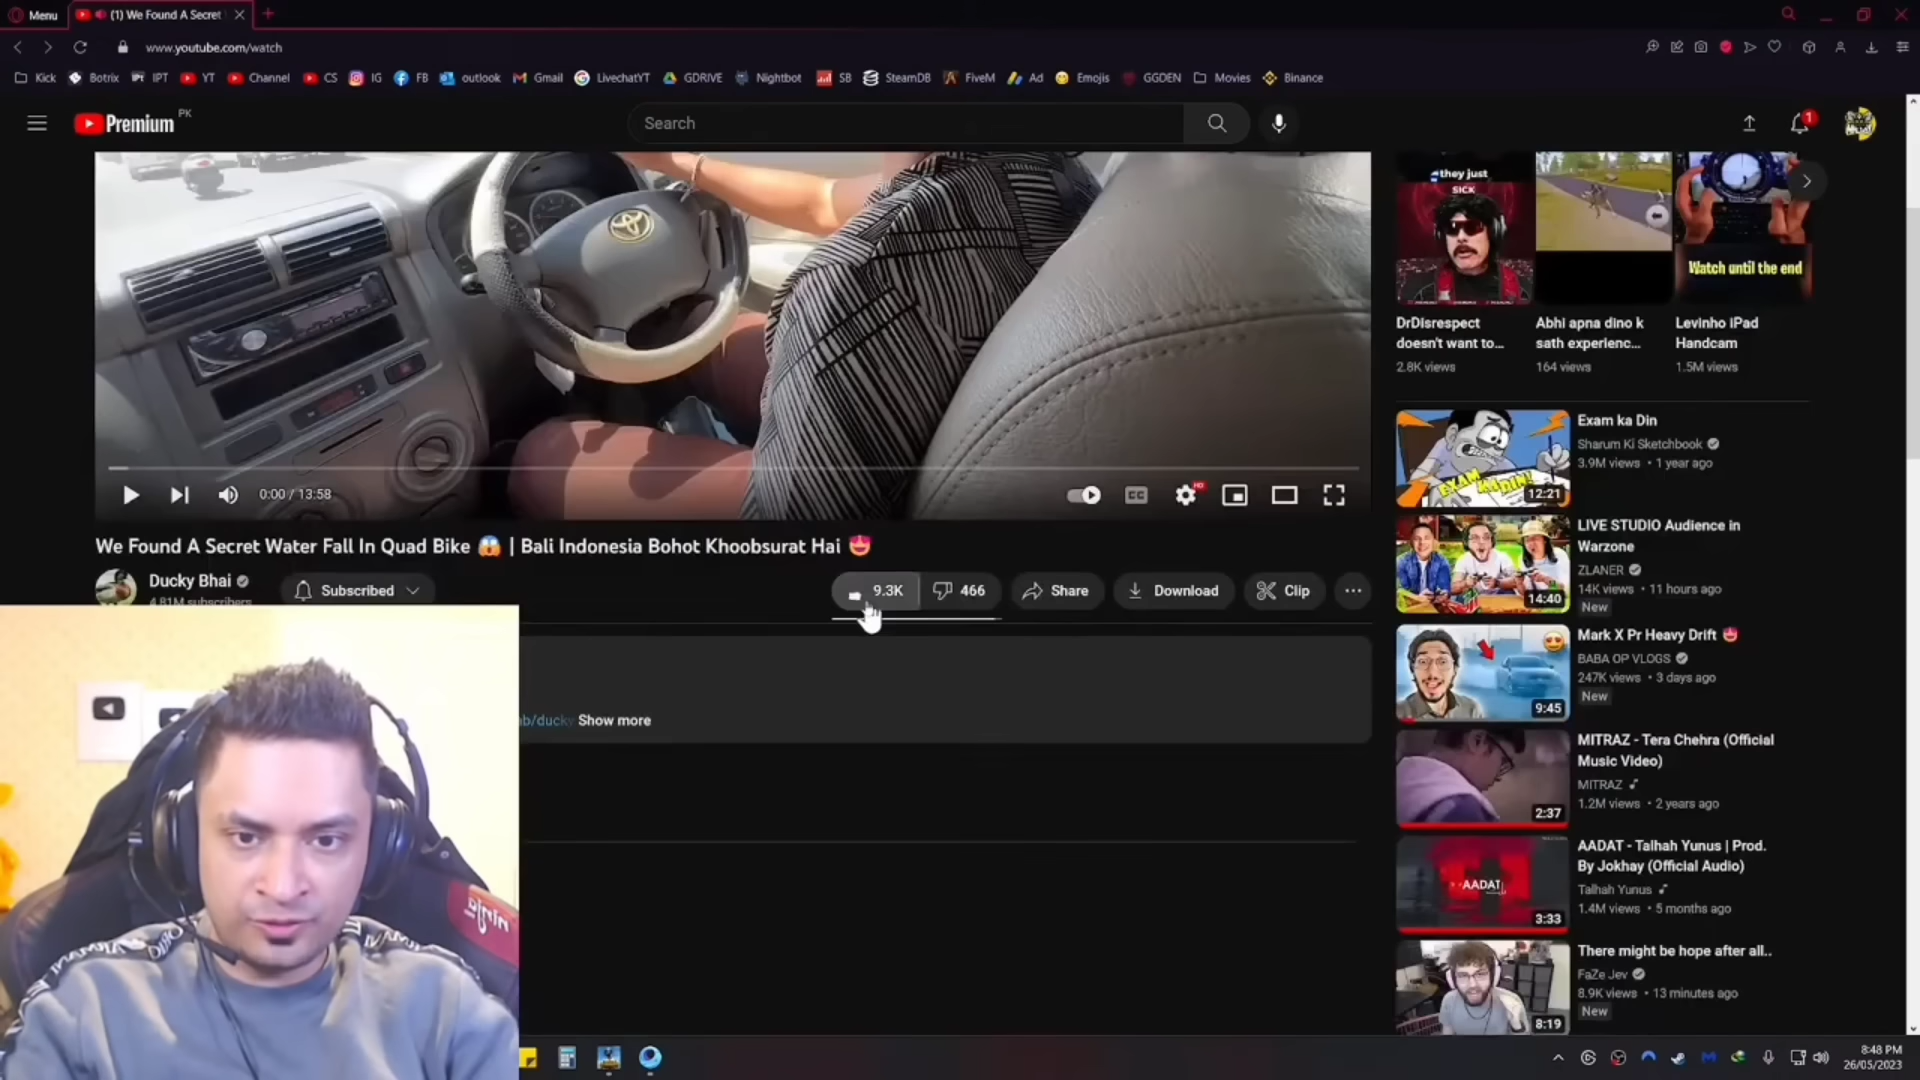 Menu
(1) We Found A Secret
www.youtube.com/watch
Kick
Botrix
IPT
YT
Channel
CS
IG
FB
outlook
Gmail
LivechatYT
GDRIVE
Nightbot
SB
SteamDB
FiveM
Ad
Emojis
GGDEN
Movies
Binance
Premium PK
Search
1
they just
SICK
Watch until the end
DrDisrespect
doesn't want to...
2.8K views
Abhi apna dino k
sath experienc...
164 views
Levinho iPad
Handcam
1.5M views
0:00 / 13:58
CC
HD
We Found A Secret Water Fall In Quad Bike 😱 | Bali Indonesia Bohot Khoobsurat Hai 😍
Ducky Bhai
4.81M subscribers
Subscribed
9.3K
466
Share
Download
Clip
Show more
EXAM KA DIN!
12:21
Exam ka Din
Sharum Ki Sketchbook
3.9M views • 1 year ago
14:40
LIVE STUDIO Audience in
Warzone
ZLANER
14K views • 11 hours ago
New
9:45
Mark X Pr Heavy Drift 😍
BABA OP VLOGS
247K views • 3 days ago
New
2:37
MITRAZ - Tera Chehra (Official
Music Video)
MITRAZ
1.2M views • 2 years ago
AADAT
3:33
AADAT - Talhah Yunus | Prod.
By Jokhay (Official Audio)
Talhah Yunus
1.4M views • 5 months ago
8:19
There might be hope after all..
FaZe Jev
8.9K views • 13 minutes ago
New
8:48 PM
26/05/2023